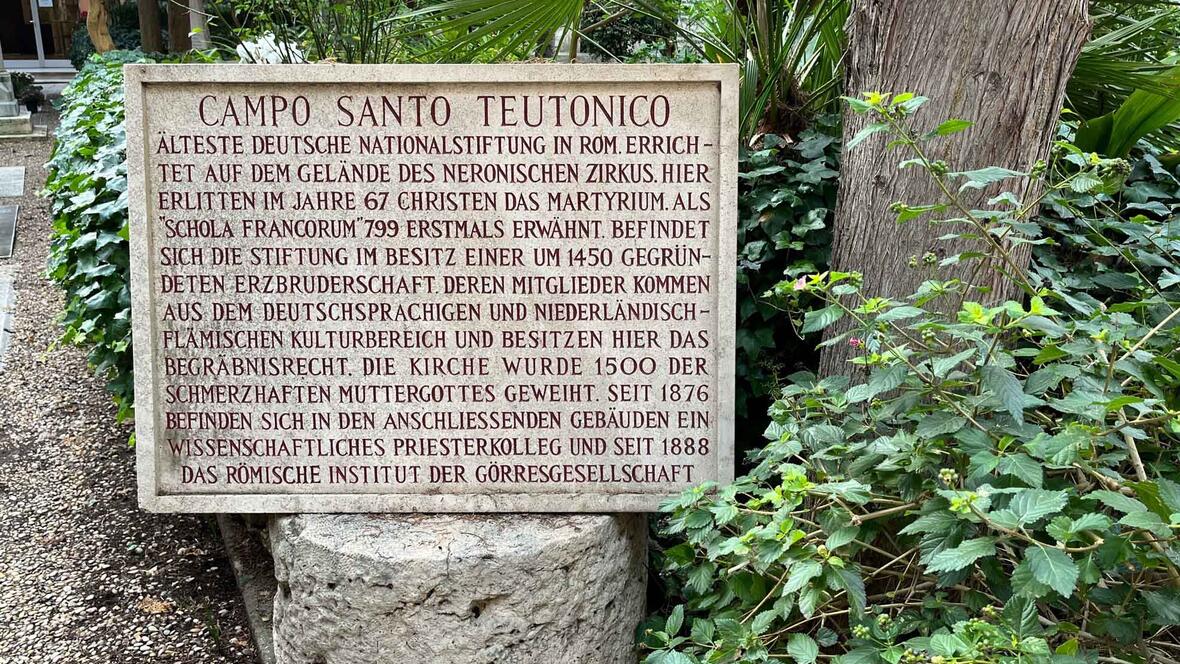 CAMPO SANTO TEUTONICO
ÄLTESTE DEUTSCHE NATIONALSTIFTUNG IN ROM. ERRICH-
TET AUF DEM GELÄNDE DES NERONISCHEN ZIRKUS. HIER
ERLITTEN IM JAHRE 67 CHRISTEN DAS MARTYRIUM. ALS
"SCHOLA FRANCORUM" 799 ERSTMALS ERWÄHNT. BEFINDET
SICH DIE STIFTUNG IM BESITZ EINER UM 1450 GEGRÜN-
DETEN ERZBRUDERSCHAFT. DEREN MITGLIEDER KOMMEN
AUS DEM DEUTSCHSPRACHIGEN UND NIEDERLÄNDISCH-
FLÄMISCHEN KULTURBEREICH UND BESITZEN HIER DAS
BEGRÄBNISRECHT. DIE KIRCHE WURDE 1500 DER
SCHMERZHAFTEN MUTTERGOTTES GEWEIHT. SEIT 1876
BEFINDEN SICH IN DEN ANSCHLIESSENDEN GEBÄUDEN EIN
WISSENSCHAFTLICHES PRIESTERKOLLEG UND SEIT 1888
DAS RÖMISCHE INSTITUT DER GÖRRESGESELLSCHAFT